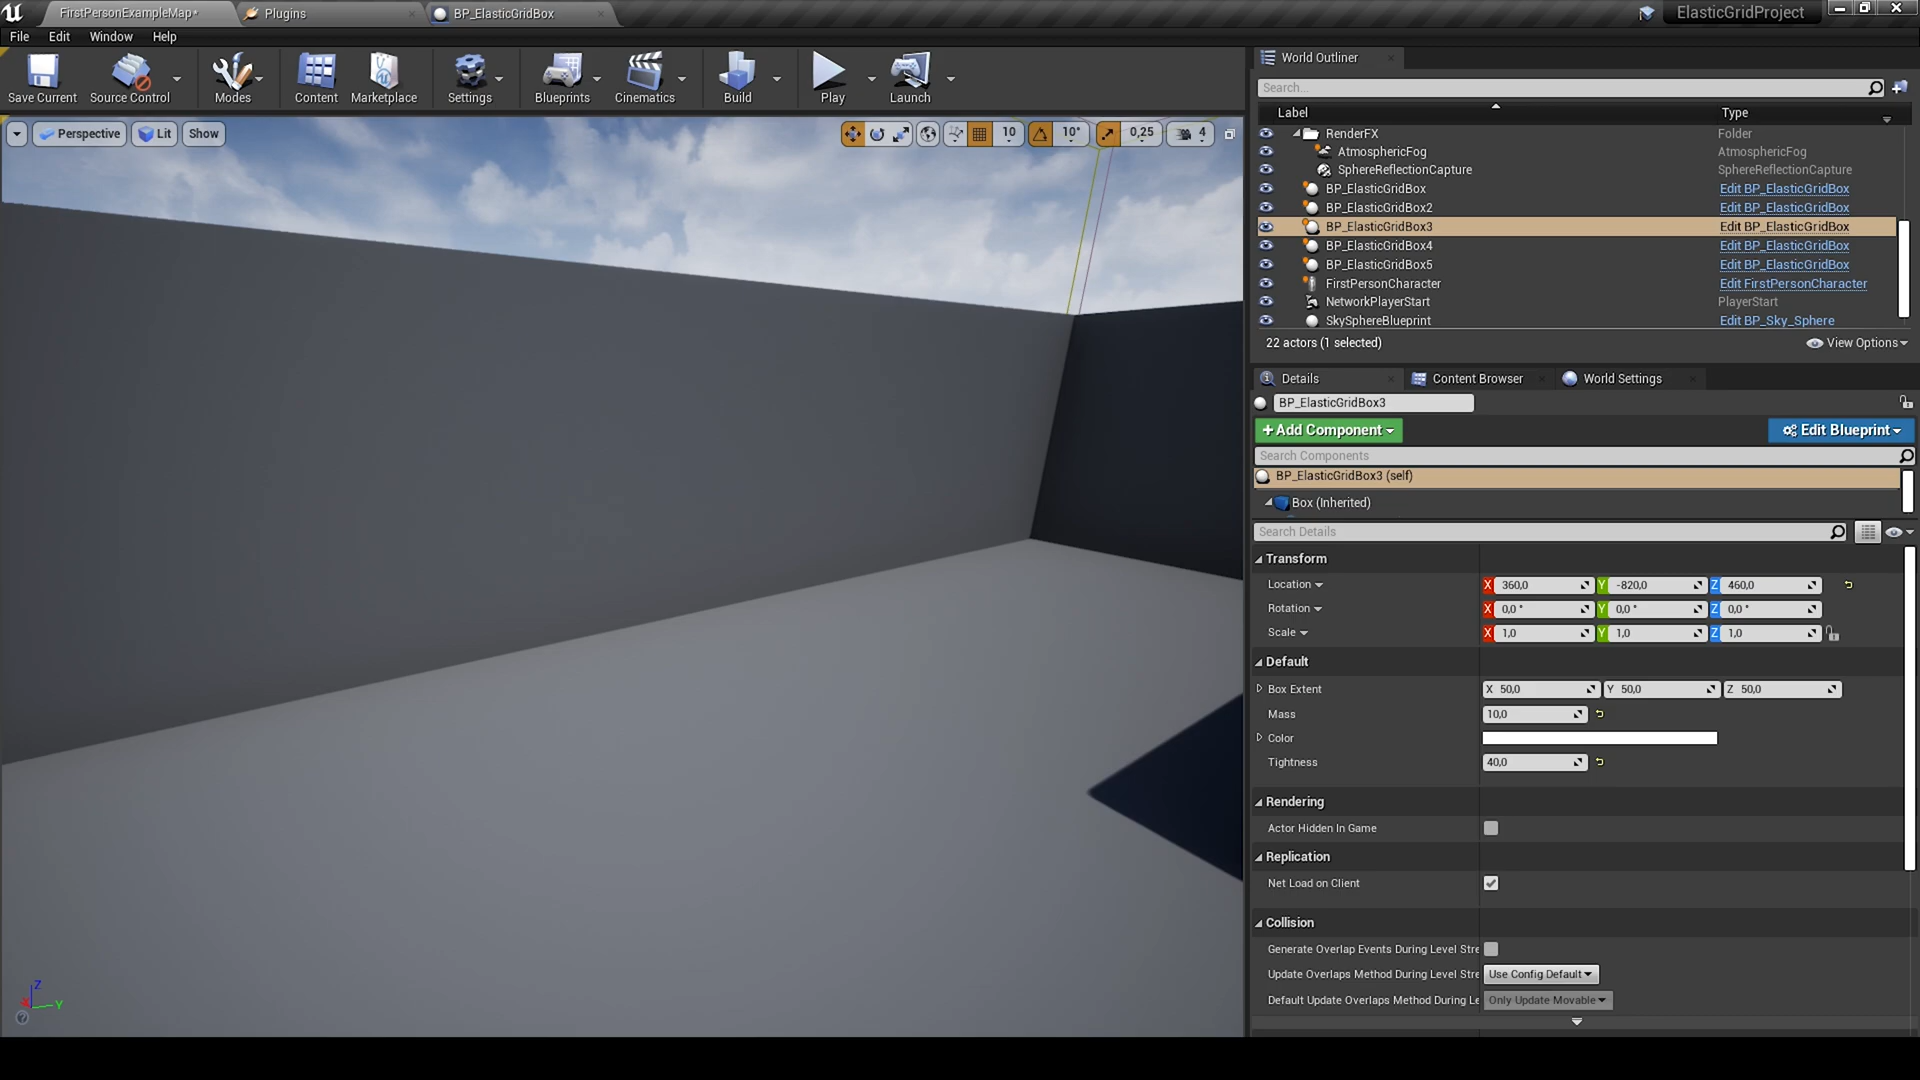 FirstPersonExampleMap*
Plugins
BP_ElasticGridBox
ElasticGridProject
File Edit Window Help
Save Current
Source Control
Modes
Content
Marketplace
Settings
Blueprints
Cinematics
Build
Play
Launch
Perspective
Lit
Show
10
10°
0,25
4
World Outliner
Search...
Label Type
RenderFX Folder
AtmosphericFog AtmosphericFog
SphereReflectionCapture SphereReflectionCapture
BP_ElasticGridBox Edit BP_ElasticGridBox
BP_ElasticGridBox2 Edit BP_ElasticGridBox
BP_ElasticGridBox3 Edit BP_ElasticGridBox
BP_ElasticGridBox4 Edit BP_ElasticGridBox
BP_ElasticGridBox5 Edit BP_ElasticGridBox
FirstPersonCharacter Edit FirstPersonCharacter
NetworkPlayerStart PlayerStart
SkySphereBlueprint Edit BP_Sky_Sphere
22 actors (1 selected) View Options
Details Content Browser World Settings
BP_ElasticGridBox3
+Add Component Edit Blueprint
Search Components
BP_ElasticGridBox3 (self)
Box (Inherited)
Search Details
Transform
Location X 360,0 Y -820,0 Z 460,0
Rotation X 0,0 ° Y 0,0 ° Z 0,0 °
Scale X 1,0 Y 1,0 Z 1,0
Default
Box Extent X 50,0 Y 50,0 Z 50,0
Mass 10,0
Color
Tightness 40,0
Rendering
Actor Hidden In Game
Replication
Net Load on Client
Collision
Generate Overlap Events During Level Stre
Update Overlaps Method During Level Stre Use Config Default
Default Update Overlaps Method During Le Only Update Movable
Z
X
Y
?